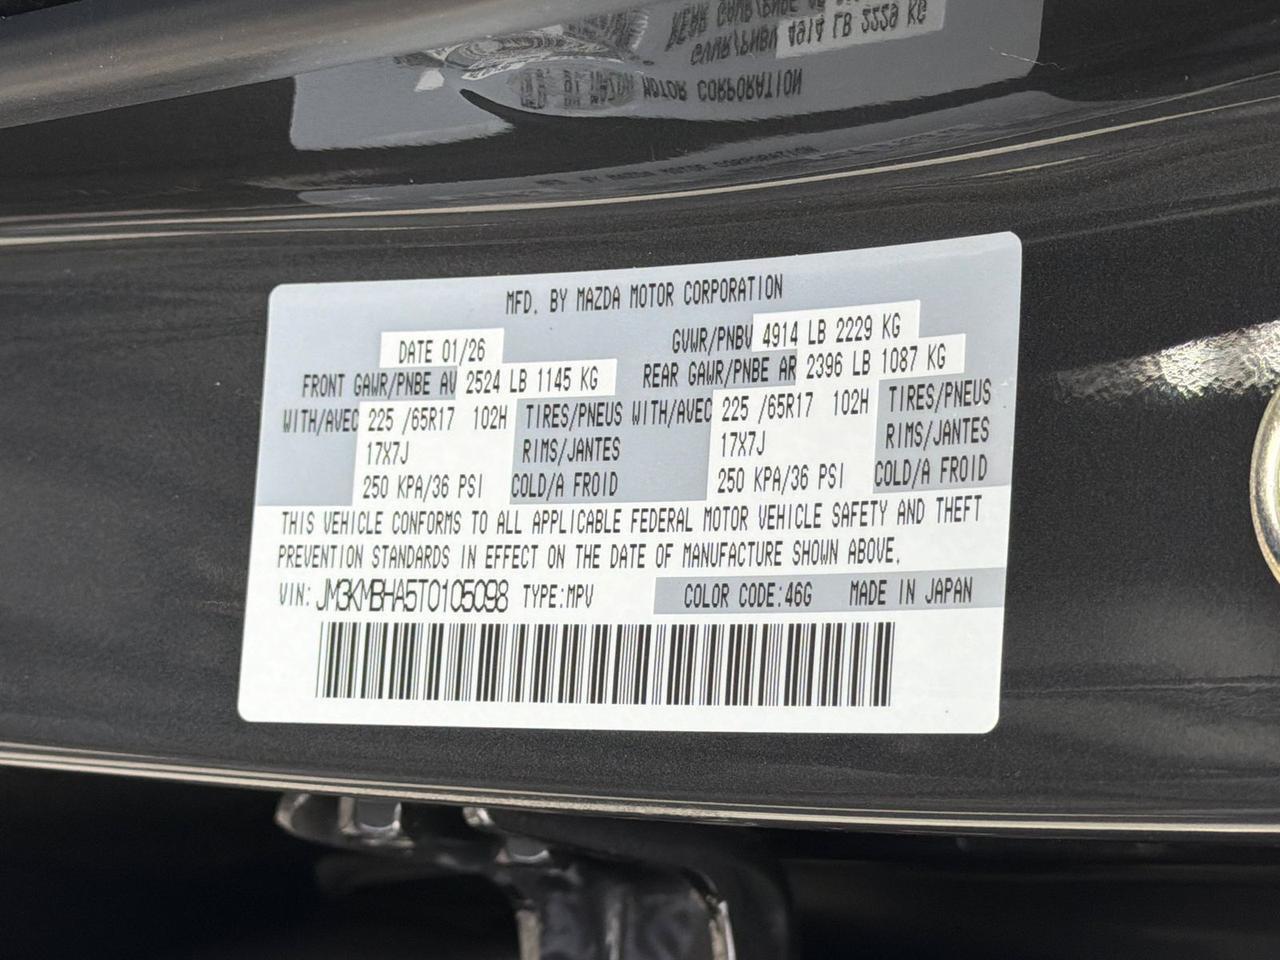 MFD. BY MAZDA MOTOR CORPORATION
DATE 01/26 GVWR/PNBV 4914 LB 2229 KG
FRONT GAWR/PNBE AV 2524 LB 1145 KG REAR GAWR/PNBE AR 2396 LB 1087 KG
WITH/AVEC 225 /65R17 102H TIRES/PNEUS WITH/AVEC 225 /65R17 102H TIRES/PNEUS
17X7J RIMS/JANTES 17X7J RIMS/JANTES
250 KPA/36 PSI COLD/A FROID 250 KPA/36 PSI COLD/A FROID
THIS VEHICLE CONFORMS TO ALL APPLICABLE FEDERAL MOTOR VEHICLE SAFETY AND THEFT
PREVENTION STANDARDS IN EFFECT ON THE DATE OF MANUFACTURE SHOWN ABOVE.
VIN: JM3KMBHA5T0105098 TYPE:MPV COLOR CODE:46G MADE IN JAPAN